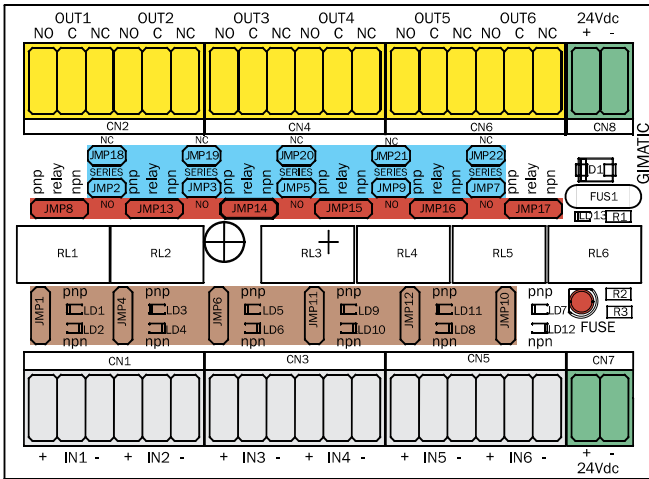 OUT1 OUT2 OUT3 OUT4 OUT5 OUT6 24Vdc
NO C NC NO C NC NO C NC NO C NC NO C NC NO C NC + -
CN2 CN4 CN6 CN8
GIMATIC
NC NC NC NC NC
JMP18 JMP19 JMP20 JMP21 JMP22
SERIES SERIES SERIES SERIES SERIES
pnp relay npn pnp relay npn pnp relay npn pnp relay npn pnp relay npn pnp relay npn
JMP2 JMP3 JMP5 JMP9 JMP7
D1
FUS1
NO NO NO NO NO
JMP8 JMP13 JMP14 JMP15 JMP16 JMP17
LD13 R1
RL1 RL2 RL3 RL4 RL5 RL6
pnp pnp pnp pnp pnp pnp
JMP1 JMP4 JMP6 JMP11 JMP12 JMP10
LD1 LD3 LD5 LD9 LD11 LD7
LD2 LD4 LD6 LD10 LD8 LD12
npn npn npn npn npn npn
R2
R3
FUSE
CN1 CN3 CN5 CN7
+ IN1 - + IN2 - + IN3 - + IN4 - + IN5 - + IN6 - + -
24Vdc